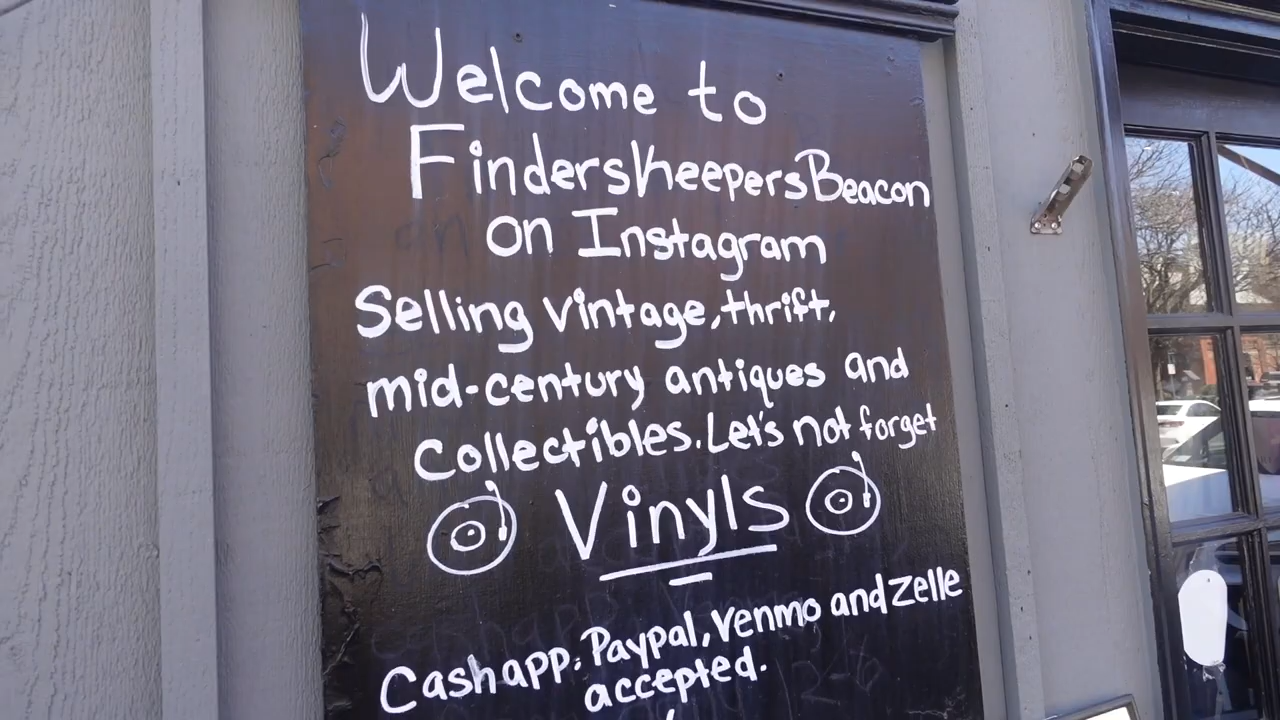 Welcome to
FindersKeepersBeacon
on Instagram
Selling vintage, thrift,
mid-century antiques and
Collectibles. Let's not forget
Vinyls
Cashapp, Paypal, Venmo and Zelle
accepted.